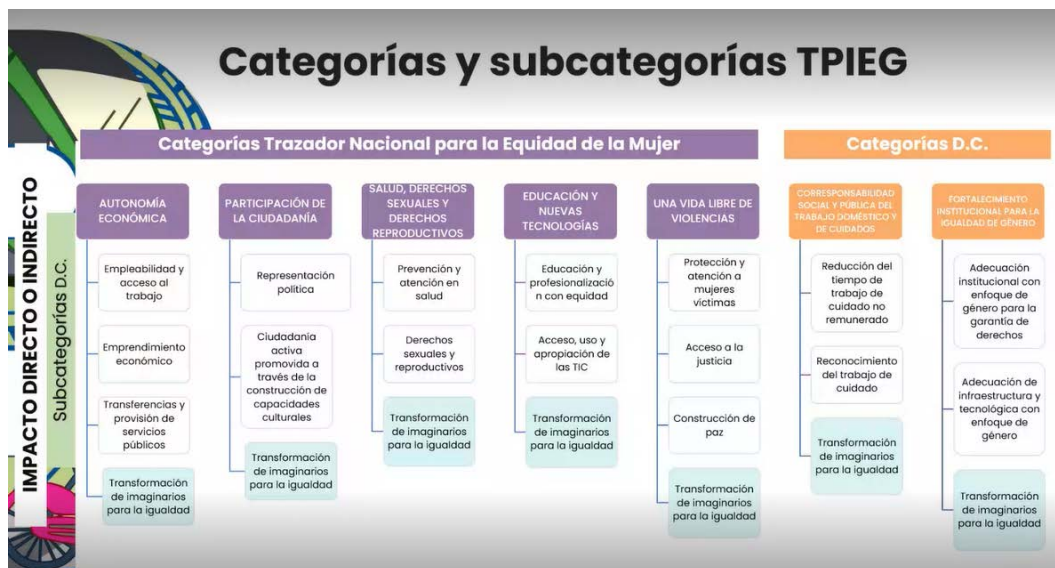 Categorías y subcategorías TPIEG
Categorías Trazador Nacional para la Equidad de la Mujer
Categorías D.C.
IMPACTO DIRECTO O INDIRECTO
Subcategorías D.C.
AUTONOMÍA
ECONÓMICA
Empleabilidad y
acceso al
trabajo
Emprendimiento
económico
Transferencias y
provisión de
servicios
públicos
Transformación
de imaginarios
para la igualdad
PARTICIPACIÓN DE
LA CIUDADANÍA
Representación
política
Ciudadanía
activa
promovida a
través de la
construcción de
capacidades
culturales
Transformación
de imaginarios
para la igualdad
SALUD, DERECHOS
SEXUALES Y
DERECHOS
REPRODUCTIVOS
Prevención y
atención en
salud
Derechos
sexuales y
reproductivos
Transformación
de imaginarios
para la igualdad
EDUCACIÓN Y
NUEVAS
TECNOLOGÍAS
Educación y
profesionalizació
n con equidad
Acceso, uso y
apropiación de
las TIC
Transformación
de imaginarios
para la igualdad
UNA VIDA LIBRE DE
VIOLENCIAS
Protección y
atención a
mujeres
víctimas
Acceso a la
justicia
Construcción de
paz
Transformación
de imaginarios
para la igualdad
CORRESPONSABILIDAD
SOCIAL Y PÚBLICA DEL
TRABAJO DOMÉSTICO Y
DE CUIDADOS
Reducción del
tiempo de
trabajo de
cuidado no
remunerado
Reconocimiento
del trabajo de
cuidado
Transformación
de imaginarios
para la igualdad
FORTALECIMIENTO
INSTITUCIONAL PARA LA
IGUALDAD DE GÉNERO
Adecuación
institucional con
enfoque de
género para la
garantía de
derechos
Adecuación de
infraestructura y
tecnológica con
enfoque de
género
Transformación
de imaginarios
para la igualdad